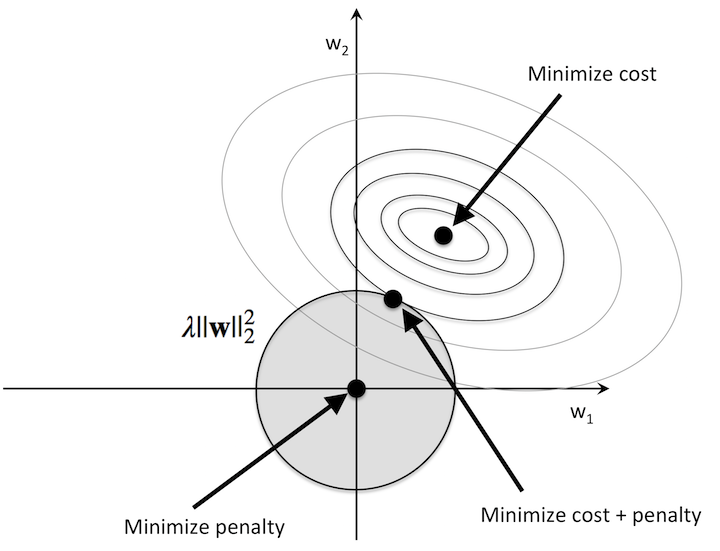 w₂
Minimize cost
λ||w||₂²
w₁
Minimize cost + penalty
Minimize penalty